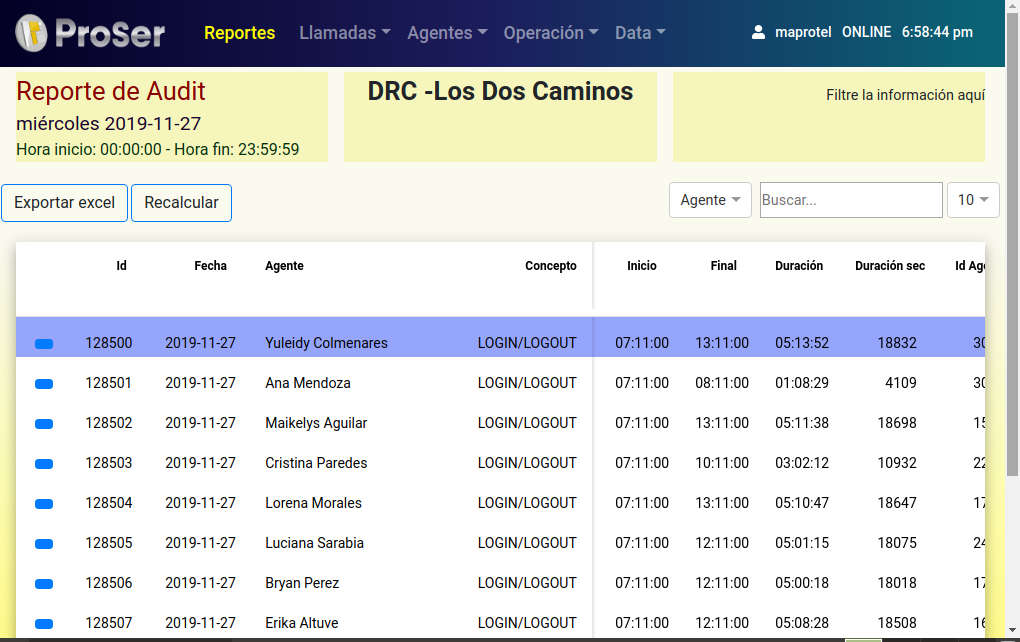 ProSer Reportes Llamadas Agentes Operación Data maprotel ONLINE 6:58:44 pm
Reporte de Audit
miércoles 2019-11-27
Hora inicio: 00:00:00 - Hora fin: 23:59:59
DRC -Los Dos Caminos
Filtre la información aquí
Exportar excel Recalcular Agente Buscar... 10
Id Fecha Agente Concepto Inicio Final Duración Duración sec Id Age
128500 2019-11-27 Yuleidy Colmenares LOGIN/LOGOUT 07:11:00 13:11:00 05:13:52 18832 30
128501 2019-11-27 Ana Mendoza LOGIN/LOGOUT 07:11:00 08:11:00 01:08:29 4109 30
128502 2019-11-27 Maikelys Aguilar LOGIN/LOGOUT 07:11:00 13:11:00 05:11:38 18698 15
128503 2019-11-27 Cristina Paredes LOGIN/LOGOUT 07:11:00 10:11:00 03:02:12 10932 22
128504 2019-11-27 Lorena Morales LOGIN/LOGOUT 07:11:00 13:11:00 05:10:47 18647 17
128505 2019-11-27 Luciana Sarabia LOGIN/LOGOUT 07:11:00 12:11:00 05:01:15 18075 24
128506 2019-11-27 Bryan Perez LOGIN/LOGOUT 07:11:00 12:11:00 05:00:18 18018 17
128507 2019-11-27 Erika Altuve LOGIN/LOGOUT 07:11:00 12:11:00 05:08:28 18508 16